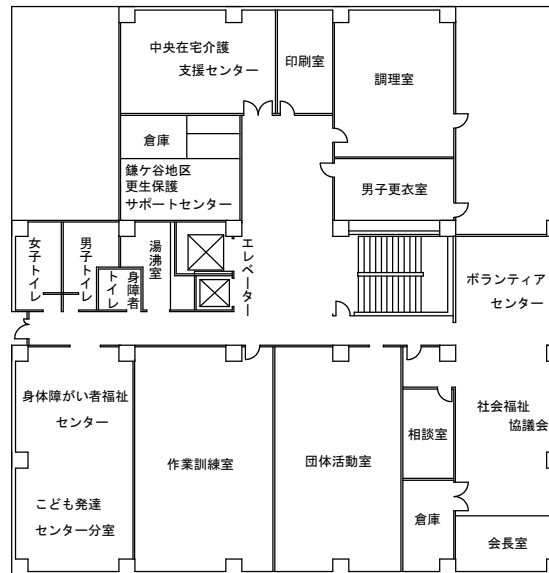 中央在宅介護
支援センター
印刷室
調理室
倉庫
鎌ケ谷地区
更生保護
サポートセンター
男子更衣室
女子トイレ
男子トイレ
身障者
トイレ
湯沸室
エレベーター
ボランティア
センター
身体障がい者福祉
センター
こども発達
センター分室
作業訓練室
団体活動室
相談室
倉庫
社会福祉
協議会
会長室